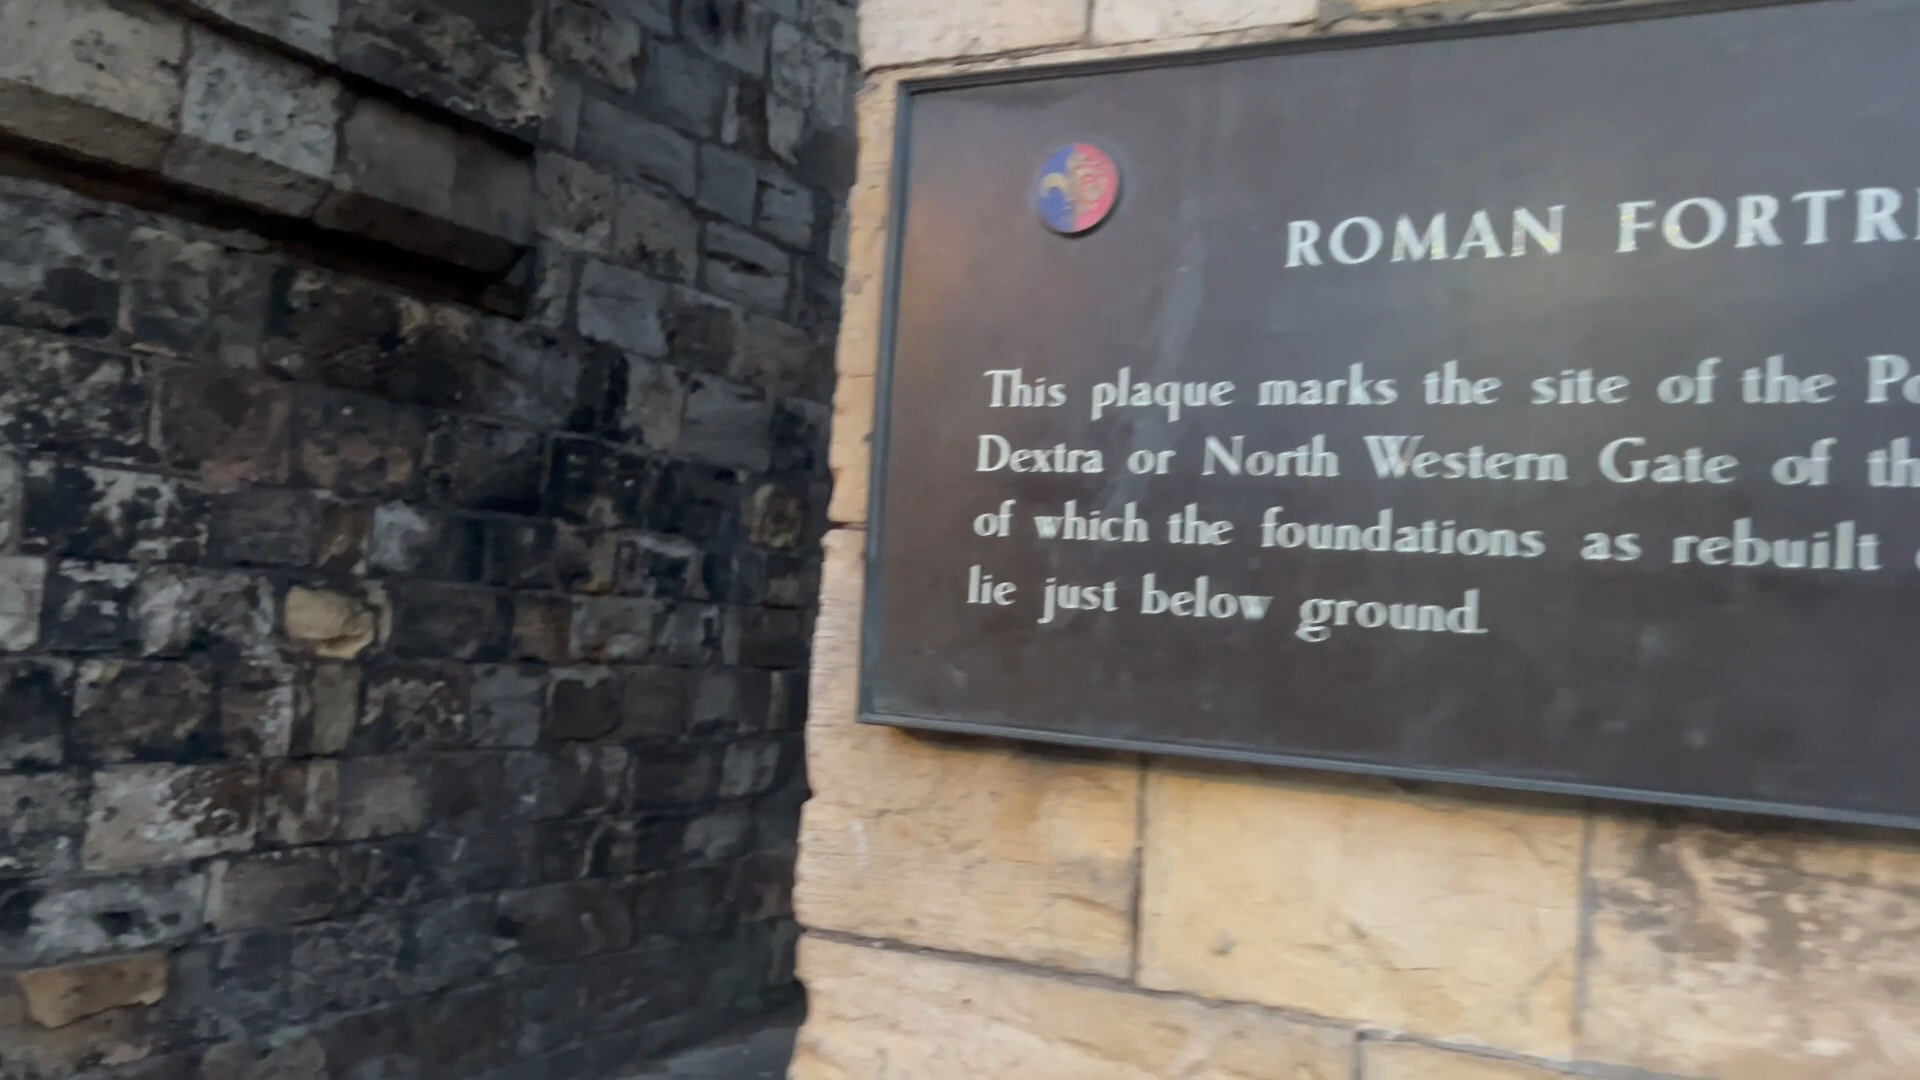 ROMAN FORTR
This plaque marks the site of the
Dextra or North Western Gate of
of which the foundations as rebuilt
lie just below ground.